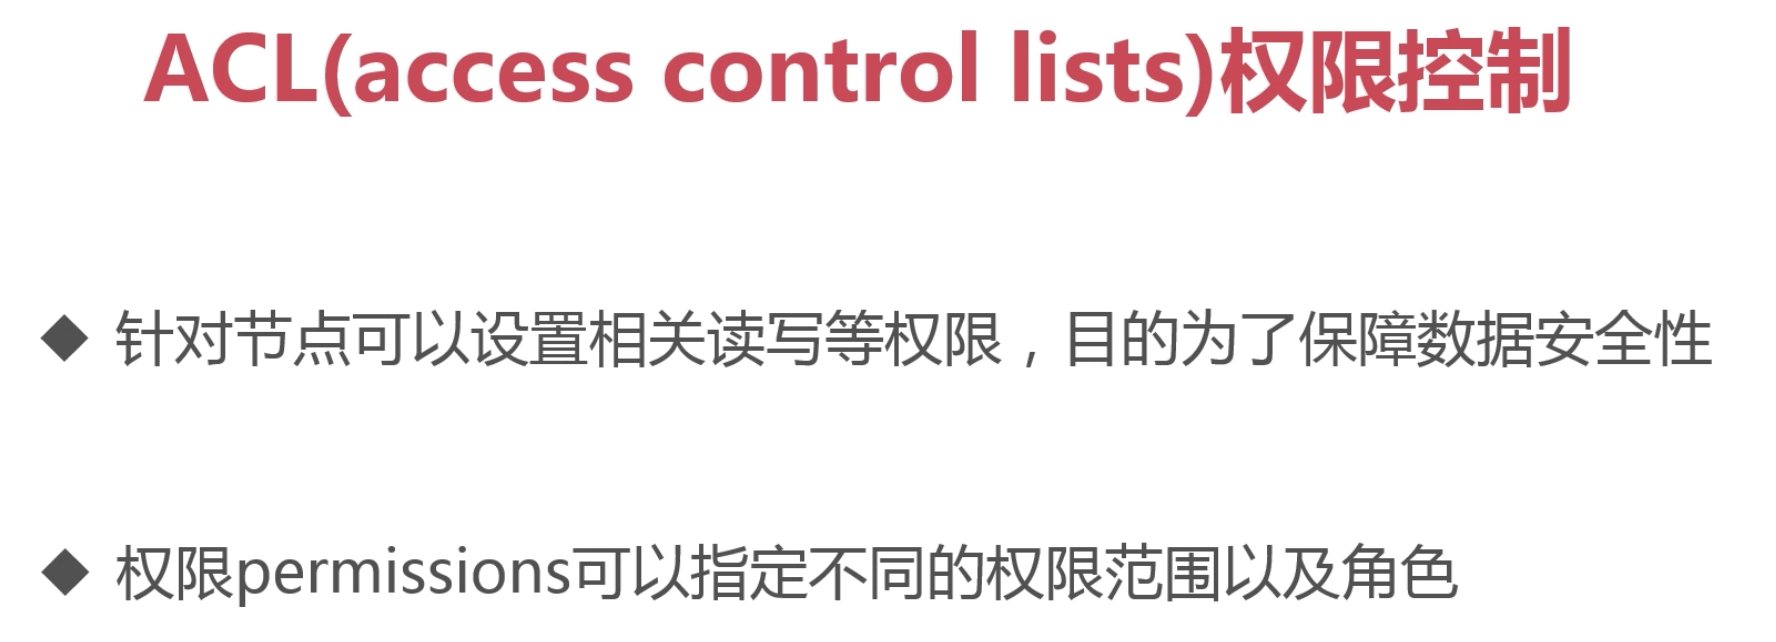 ACL(access control lists)权限控制
◆ 针对节点可以设置相关读写等权限，目的为了保障数据安全性
◆ 权限permissions可以指定不同的权限范围以及角色